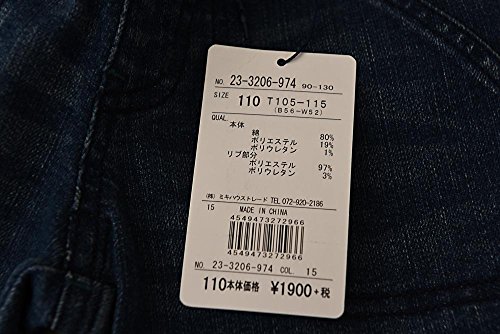 NO. 23-3206-974 90-130
SIZE 110 T105-115
(B56-W52)
QUAL.
本体
綿 80%
ポリエステル 19%
ポリウレタン 1%
リブ部分
ポリエステル 97%
ポリウレタン 3%
(株) ミキハウストレード TEL 072-920-2186
15 MADE IN CHINA
4549473272966
4549473272966
NO. 23-3206-974 COL. 15
110本体価格 ¥1900+税